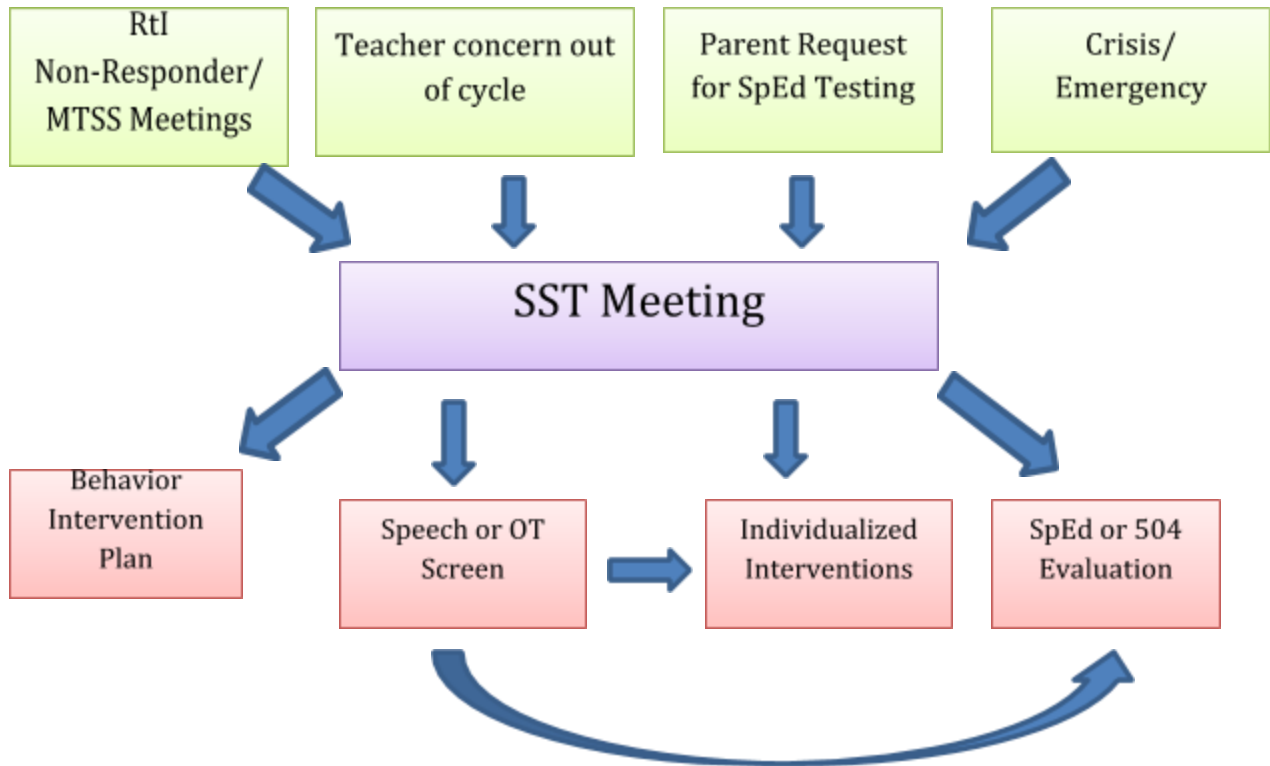 RtI
Non-Responder/
MTSS Meetings
Teacher concern out
of cycle
Parent Request
for SpEd Testing
Crisis/
Emergency
SST Meeting
Behavior
Intervention
Plan
Speech or OT
Screen
Individualized
Interventions
SpEd or 504
Evaluation